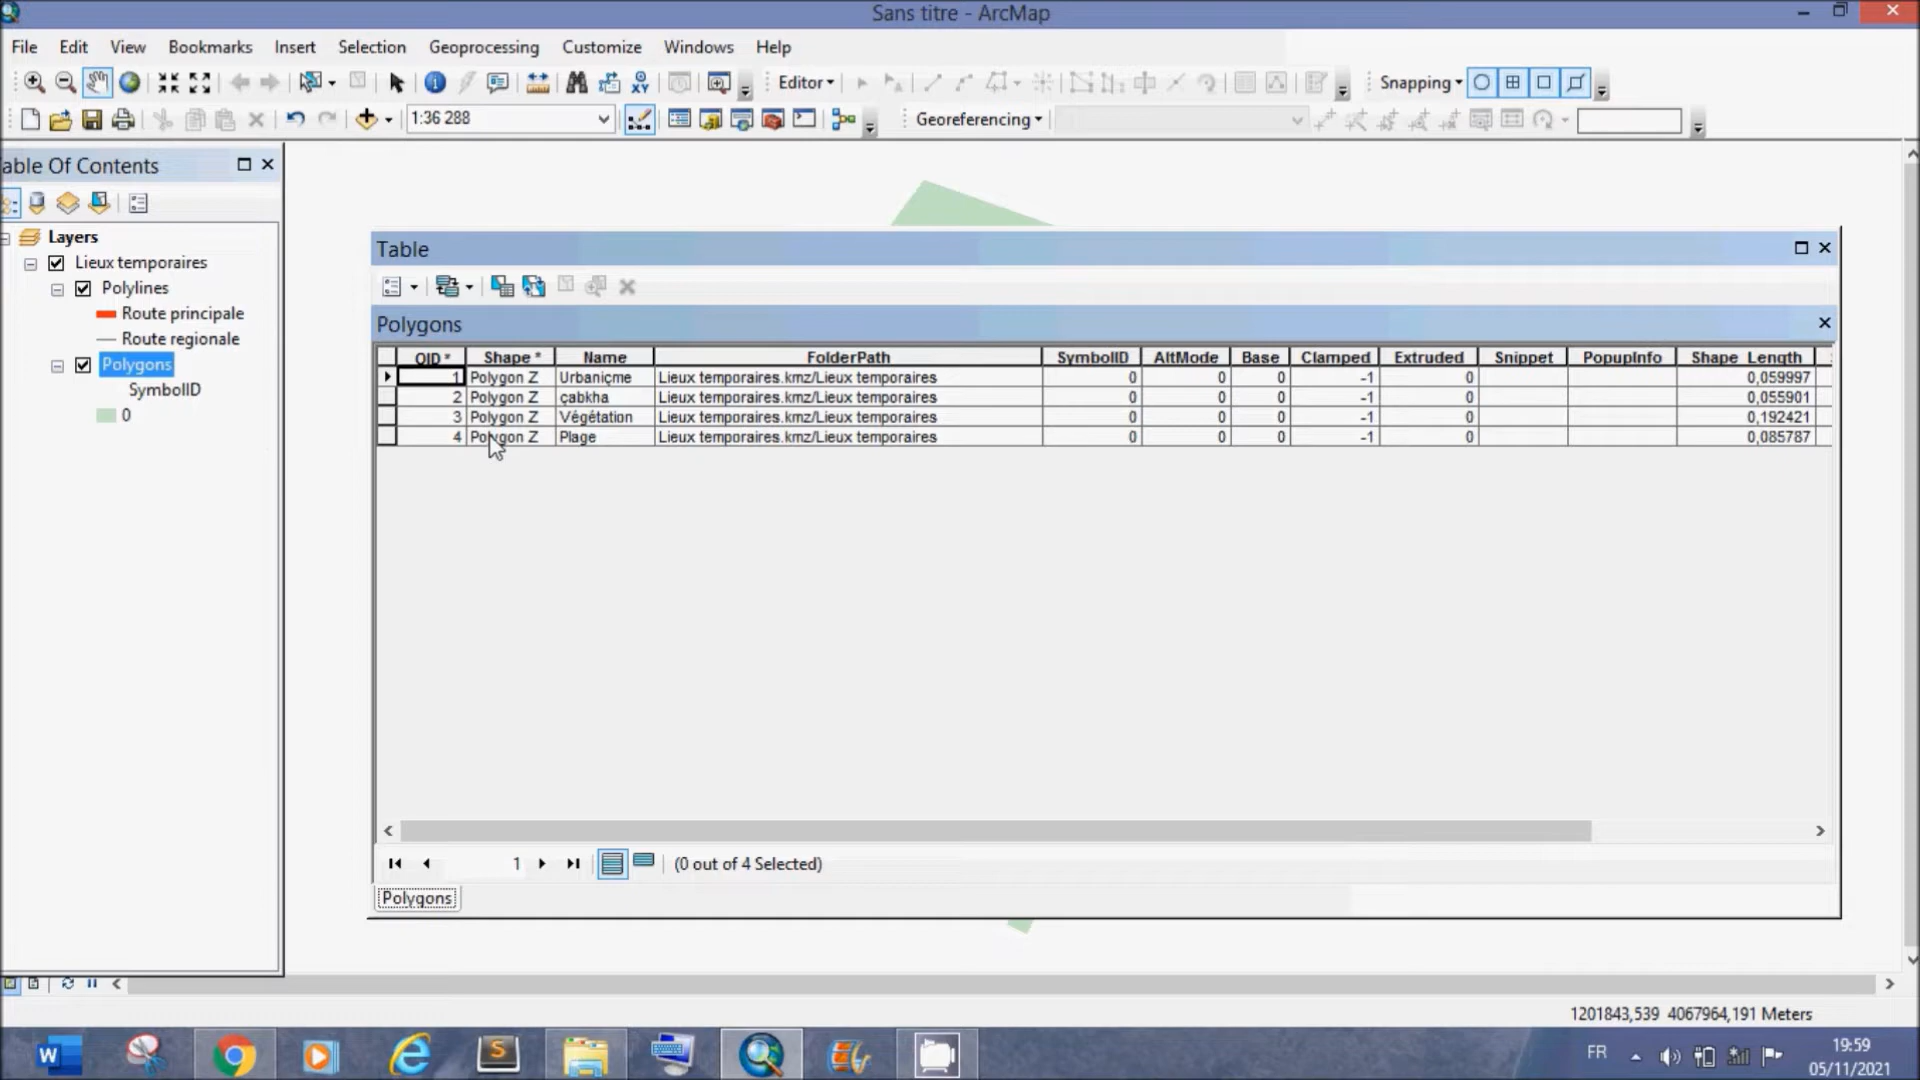 Sans titre - ArcMap
File Edit View Bookmarks Insert Selection Geoprocessing Customize Windows Help
Editor Snapping
1:36 288 Georeferencing
able Of Contents
Layers
Lieux temporaires
Polylines
Route principale
Route regionale
Polygons
SymbolID
0
Table
Polygons
OID * Shape * Name FolderPath SymbolID AltMode Base Clamped Extruded Snippet PopupInfo Shape_Length
1 Polygon Z Urbaniçme Lieux temporaires.kmz/Lieux temporaires 0 0 0 -1 0 0,059997
2 Polygon Z çabkha Lieux temporaires.kmz/Lieux temporaires 0 0 0 -1 0 0,055901
3 Polygon Z Végétation Lieux temporaires.kmz/Lieux temporaires 0 0 0 -1 0 0,192421
4 Polygon Z Plage Lieux temporaires.kmz/Lieux temporaires 0 0 0 -1 0 0,085787
1 (0 out of 4 Selected)
Polygons
1201843,539 4067964,191 Meters
FR 19:59
05/11/2021